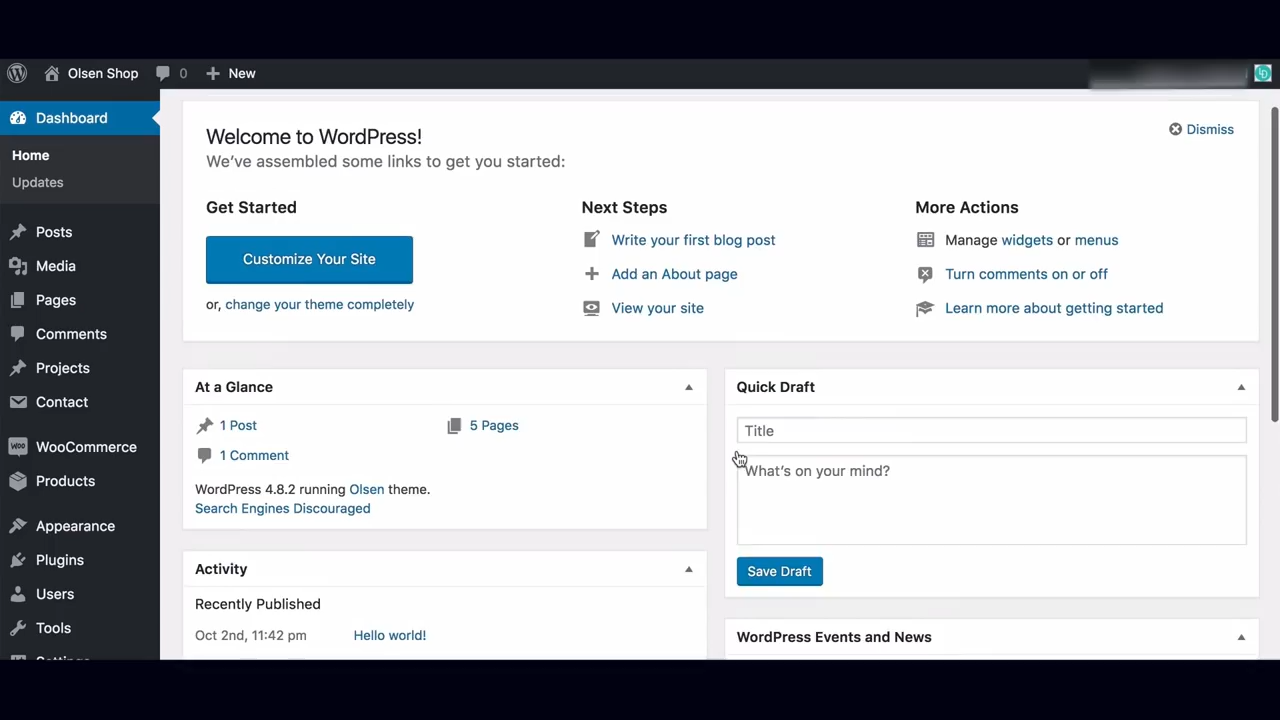 Olsen Shop 0 New
Dashboard
Home
Updates
Posts
Media
Pages
Comments
Projects
Contact
WooCommerce
Products
Appearance
Plugins
Users
Tools
Settings
Welcome to WordPress!
We've assembled some links to get you started:
Dismiss
Get Started
Customize Your Site
or, change your theme completely
Next Steps
Write your first blog post
Add an About page
View your site
More Actions
Manage widgets or menus
Turn comments on or off
Learn more about getting started
At a Glance
1 Post
5 Pages
1 Comment
WordPress 4.8.2 running Olsen theme.
Search Engines Discouraged
Activity
Recently Published
Oct 2nd, 11:42 pm Hello world!
Quick Draft
Title
What's on your mind?
Save Draft
WordPress Events and News